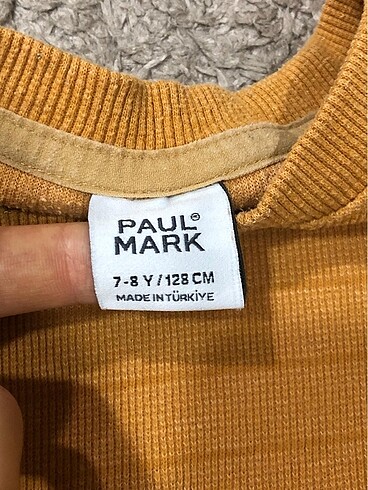 PAUL®
MARK
7-8 Y / 128 CM
MADE IN TÜRKİYE